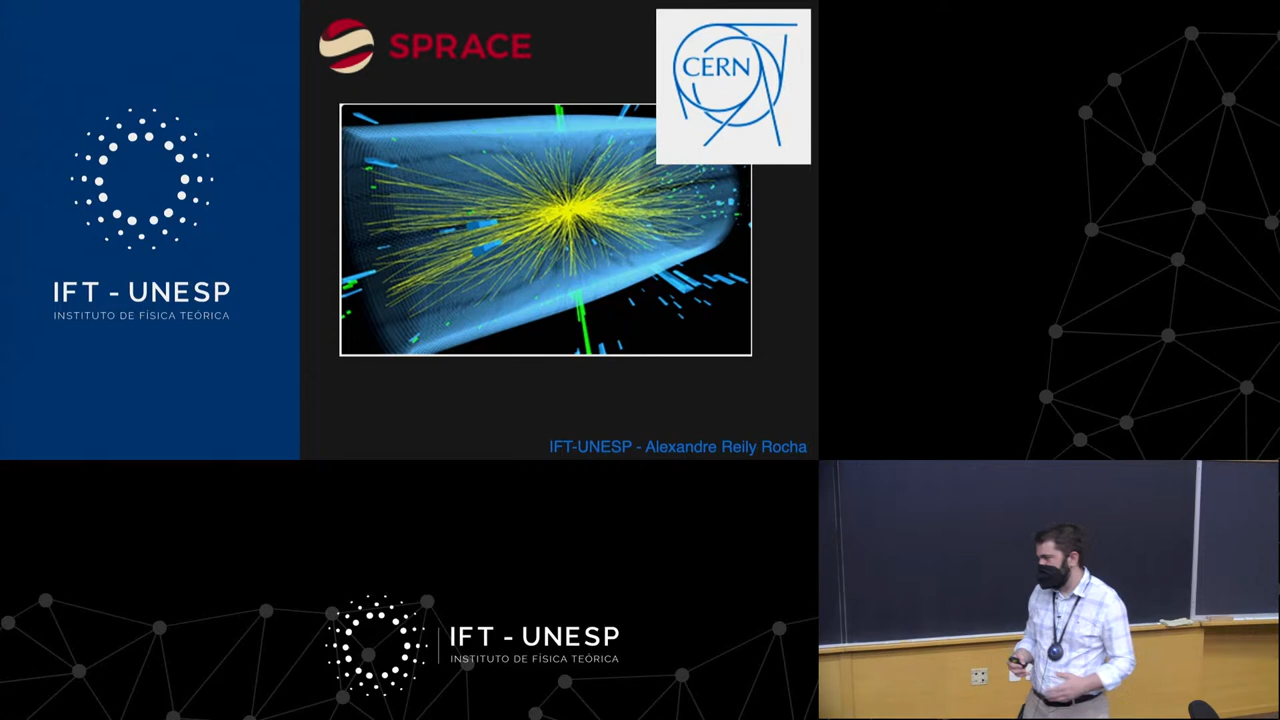 SPRACE
CERN
IFT - UNESP
INSTITUTO DE FÍSICA TEÓRICA
IFT-UNESP - Alexandre Reily Rocha
IFT - UNESP
INSTITUTO DE FÍSICA TEÓRICA